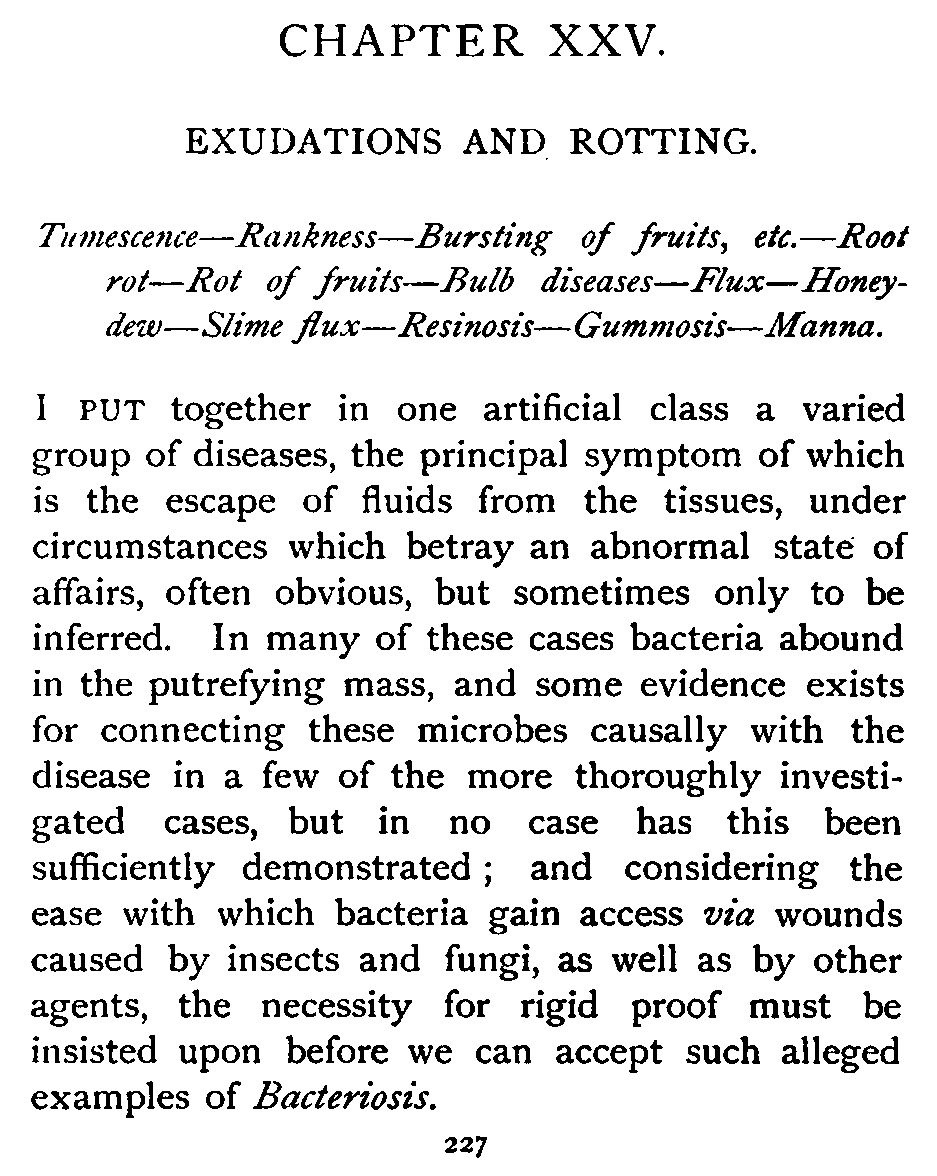 CHAPTER XXV.
EXUDATIONS AND ROTTING.
Tumescence—Rankness—Bursting of fruits, etc.—Root
rot—Rot of fruits—Bulb diseases—Flux—Honey-
dew—Slime flux—Resinosis—Gummosis—Manna.
I PUT together in one artificial class a varied
group of diseases, the principal symptom of which
is the escape of fluids from the tissues, under
circumstances which betray an abnormal state of
affairs, often obvious, but sometimes only to be
inferred. In many of these cases bacteria abound
in the putrefying mass, and some evidence exists
for connecting these microbes causally with the
disease in a few of the more thoroughly investi-
gated cases, but in no case has this been
sufficiently demonstrated ; and considering the
ease with which bacteria gain access via wounds
caused by insects and fungi, as well as by other
agents, the necessity for rigid proof must be
insisted upon before we can accept such alleged
examples of Bacteriosis.
227